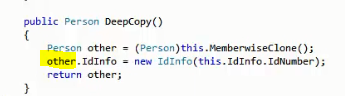 public Person DeepCopy()
{
Person other = (Person)this.MemberwiseClone();
other.IdInfo = new IdInfo(this.IdInfo.IdNumber);
return other;
}